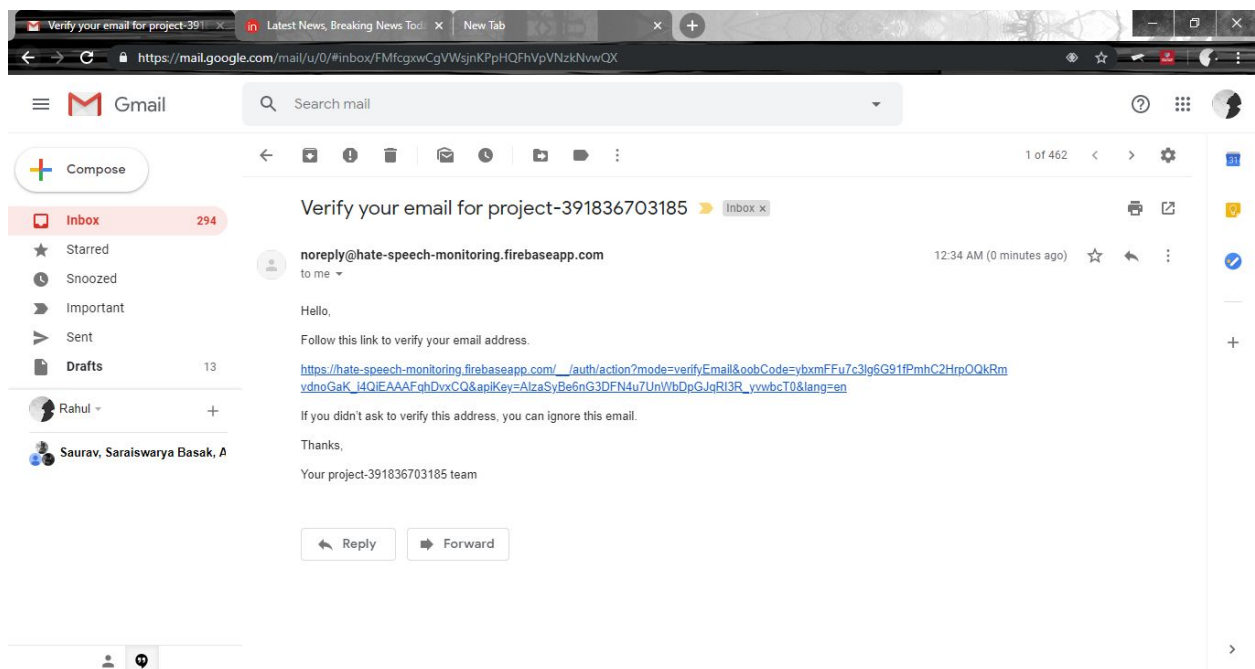 Verify your email for project-391
Latest News, Breaking News Tod
New Tab
https://mail.google.com/mail/u/0/#inbox/FMfcgxwCgVWsjnKPpHQFhVpVNzkNvwQX
Gmail
Search mail
Compose
1 of 462
Inbox 294
Starred
Snoozed
Important
Sent
Drafts 13
Rahul
Saurav, Saraiswarya Basak, A
Verify your email for project-391836703185 Inbox x
noreply@hate-speech-monitoring.firebaseapp.com 12:34 AM (0 minutes ago)
to me
Hello,
Follow this link to verify your email address.
https://hate-speech-monitoring.firebaseapp.com/__/auth/action?mode=verifyEmail&oobCode=ybxmFFu7c3lg6G91fPmhC2HrpOQkRm
vdnoGaK_i4QiEAAAFqhDvxCQ&apiKey=AIzaSyBe6nG3DFN4u7UnWbDpGJqRI3R_yvwbcT0&lang=en
If you didn't ask to verify this address, you can ignore this email.
Thanks,
Your project-391836703185 team
Reply Forward
31